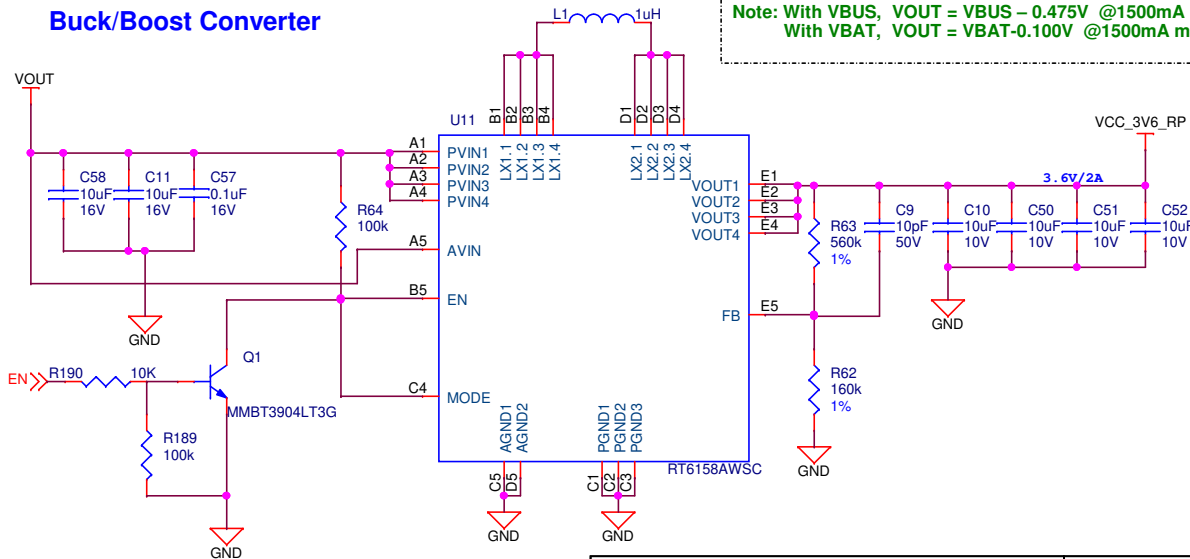 Buck/Boost Converter
Note: With VBUS, VOUT = VBUS – 0.475V @1500mA
With VBAT, VOUT = VBAT-0.100V @1500mA m
L1
1uH
VOUT
B1
B2
B3
B4
D1
D2
D3
D4
U11
VCC_3V6_RP
LX1.1
LX1.2
LX1.3
LX1.4
LX2.1
LX2.2
LX2.3
LX2.4
A1
PVIN1
A2
PVIN2
A3
PVIN3
A4
PVIN4
C58
10uF
16V
C11
10uF
16V
C57
0.1uF
16V
R64
100k
E1
VOUT1
E2
VOUT2
E3
VOUT3
E4
VOUT4
3.6V/2A
R63
560k
1%
C9
10pF
50V
C10
10uF
10V
C50
10uF
10V
C51
10uF
10V
C52
10uF
10V
A5
AVIN
B5
EN
E5
FB
GND
GND
EN
R190
10K
Q1
MMBT3904LT3G
C4
MODE
R62
160k
1%
R189
100k
AGND1
AGND2
PGND1
PGND2
PGND3
RT6158AWSC
C5
D5
C1
C2
C3
GND
GND
GND
GND